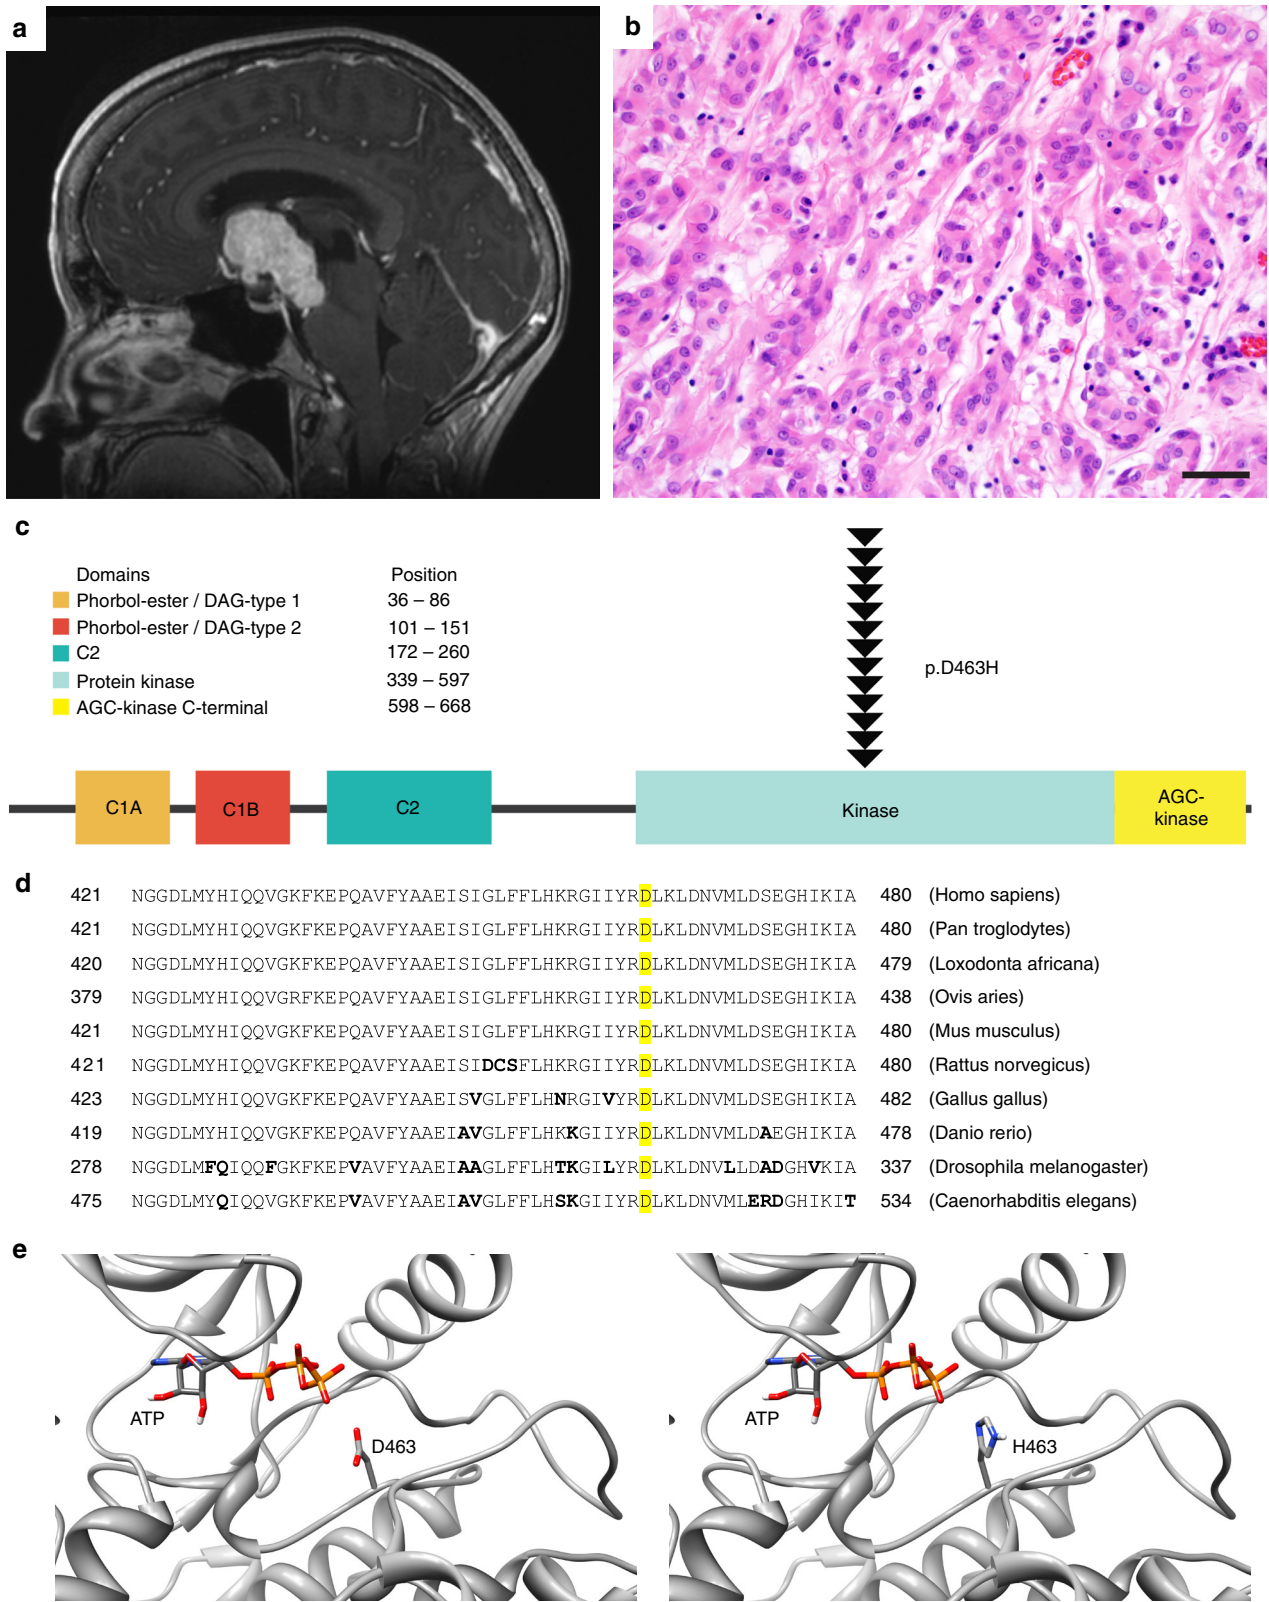 a
b
c
Domains Position
Phorbol-ester / DAG-type 1 36 – 86
Phorbol-ester / DAG-type 2 101 – 151
C2 172 – 260
Protein kinase 339 – 597
AGC-kinase C-terminal 598 – 668
p.D463H
C1A C1B C2 Kinase AGC-
kinase
d
421 NGGDLMYHIQQVGKFKEPQAVFYAAEISIGLFFLHKRGIIYRDLKLDNVMLDSEGHIKIA 480 (Homo sapiens)
421 NGGDLMYHIQQVGKFKEPQAVFYAAEISIGLFFLHKRGIIYRDLKLDNVMLDSEGHIKIA 480 (Pan troglodytes)
420 NGGDLMYHIQQVGKFKEPQAVFYAAEISIGLFFLHKRGIIYRDLKLDNVMLDSEGHIKIA 479 (Loxodonta africana)
379 NGGDLMYHIQQVGRFKEPQAVFYAAEISIGLFFLHKRGIIYRDLKLDNVMLDSEGHIKIA 438 (Ovis aries)
421 NGGDLMYHIQQVGKFKEPQAVFYAAEISIGLFFLHKRGIIYRDLKLDNVMLDSEGHIKIA 480 (Mus musculus)
421 NGGDLMYHIQQVGKFKEPQAVFYAAEISIDCSFLHKRGIIYRDLKLDNVMLDSEGHIKIA 480 (Rattus norvegicus)
423 NGGDLMYHIQQVGKFKEPQAVFYAAEISVGLFFLHNRGIVYRDLKLDNVMLDSEGHIKIA 482 (Gallus gallus)
419 NGGDLMYHIQQVGKFKEPQAVFYAAEIAVGLFFLHKKGIIYRDLKLDNVMLDAEGHIKIA 478 (Danio rerio)
278 NGGDLMFQIQQFGKFKEPVAVFYAAEIAAGLFFLHTKGILYRDLKLDNVLLDADGHVKIA 337 (Drosophila melanogaster)
475 NGGDLMYQIQQVGKFKEPVAVFYAAEIAVGLFFLHSKGIIYRDLKLDNVMLERDGHIKIT 534 (Caenorhabditis elegans)
e
ATP D463
ATP H463